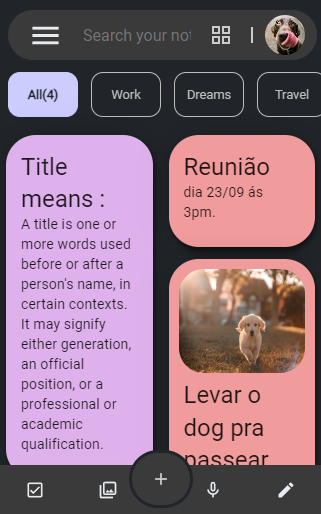 Search your not
All(4)
Work
Dreams
Travel
Title
means :
A title is one or
more words used
before or after a
person's name, in
certain contexts.
It may signify
either generation,
an official
position, or a
professional or
academic
qualification.
Reunião
dia 23/09 ás
3pm.
Levar o
dog pra
passear